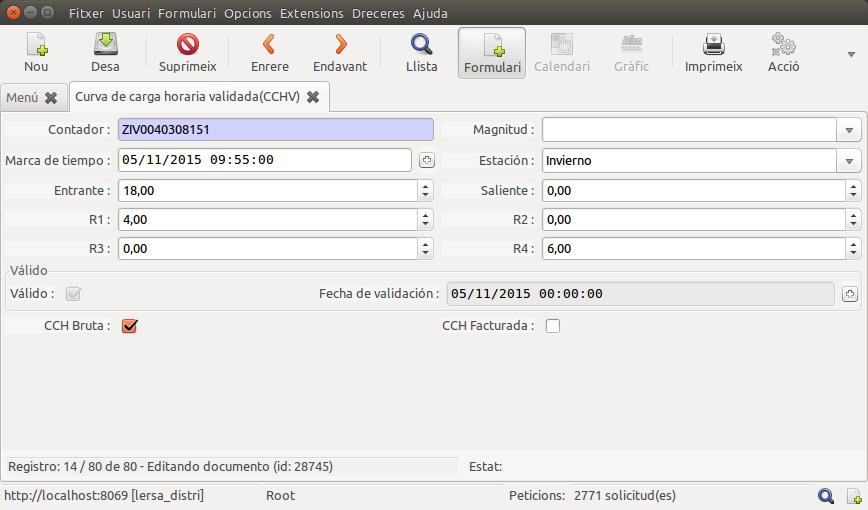 Fitxer Usuari Formulari Opcions Extensions Dreceres Ajuda
Nou Desa Suprimeix Enrere Endavant Llista Formulari Calendari Gràfic Imprimeix Acció
Menú Curva de carga horaria validada(CCHV)
Contador : ZIV0040308151 Magnitud :
Marca de tiempo : 05/11/2015 09:55:00 Estación : Invierno
Entrante : 18,00 Saliente : 0,00
R1 : 4,00 R2 : 0,00
R3 : 0,00 R4 : 6,00
Válido
Válido : Fecha de validación : 05/11/2015 00:00:00
CCH Bruta : CCH Facturada :
Registro: 14 / 80 de 80 - Editando documento (id: 28745) Estat:
http://localhost:8069 [lersa_distri] Root Peticions: 2771 solicitud(es)